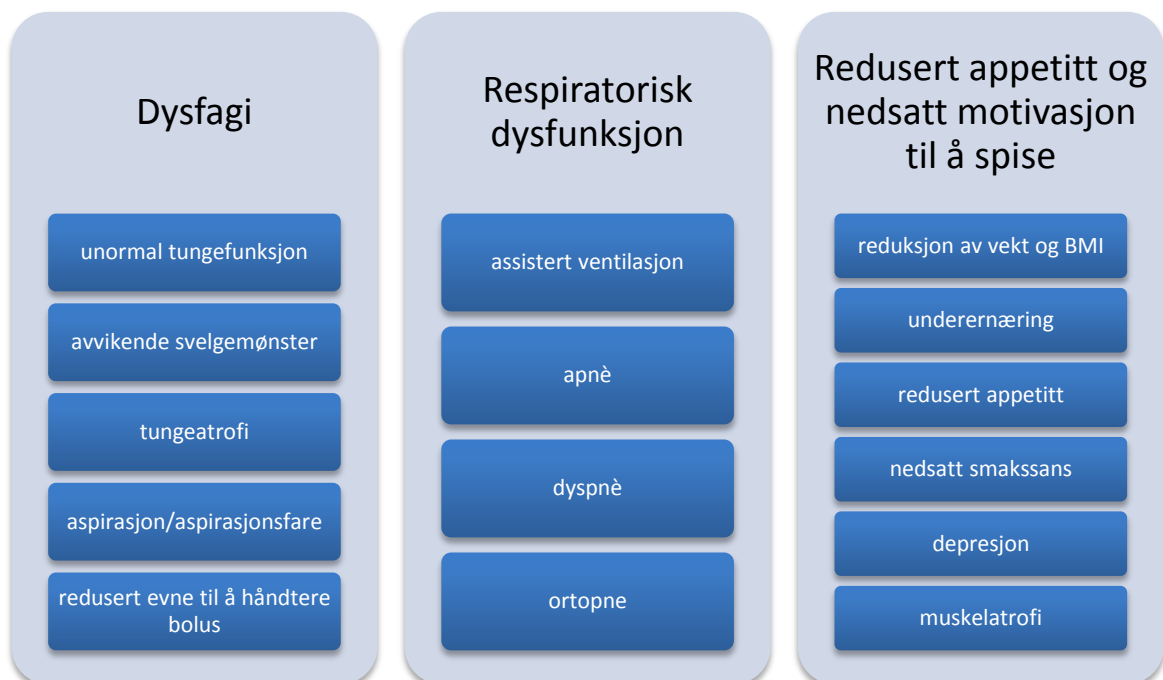 Dysfagi
unormal tungefunksjon
avvikende svelgemønster
tungeatrofi
aspirasjon/aspirasjonsfare
redusert evne til å håndtere
bolus
Respiratorisk
dysfunksjon
assistert ventilasjon
apnè
dyspnè
ortopne
Redusert appetitt og
nedsatt motivasjon
til å spise
reduksjon av vekt og BMI
underernæring
redusert appetitt
nedsatt smakssans
depresjon
muskelatrofi